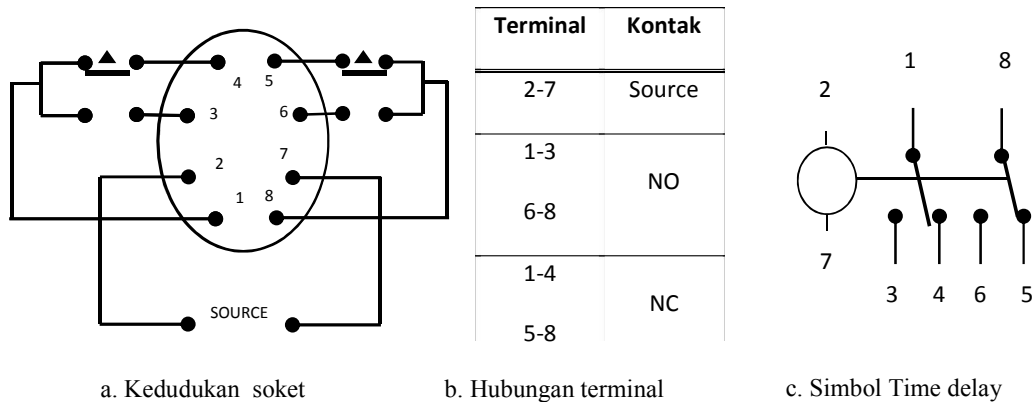 4 5
3 6
2 7
1 8
SOURCE
a. Kedudukan soket
Terminal Kontak
2-7 Source
1-3
NO
6-8
1-4
NC
5-8
b. Hubungan terminal
1 8
2
7
3 4 6 5
c. Simbol Time delay